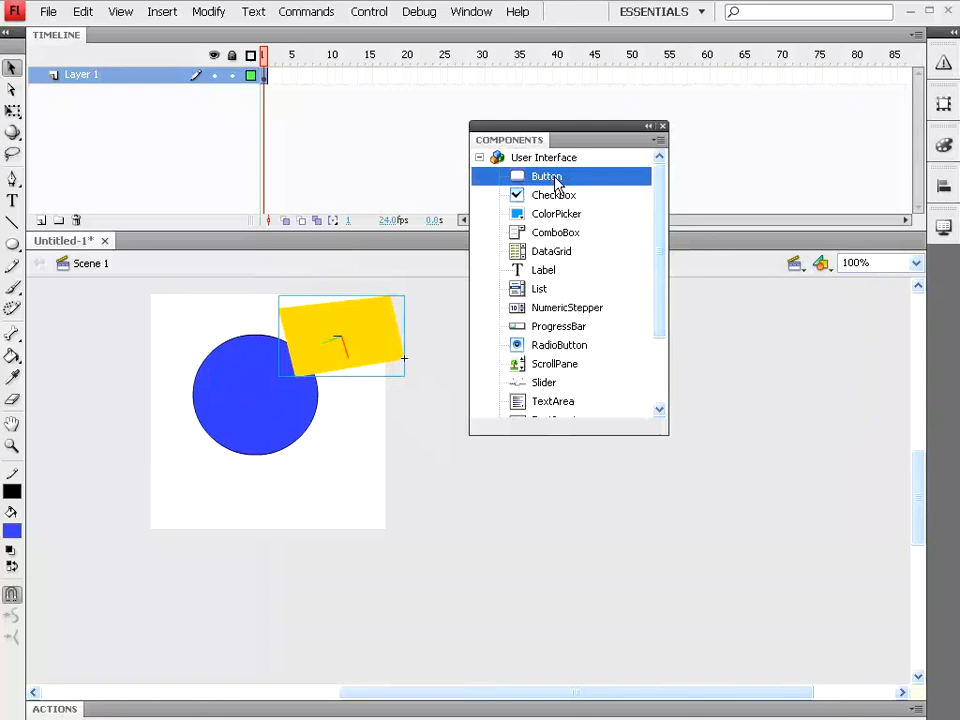 Fl File Edit View Insert Modify Text Commands Control Debug Window Help ESSENTIALS
TIMELINE
1 5 10 15 20 25 30 35 40 45 50 55 60 65 70 75 80 85
Layer 1
COMPONENTS
User Interface
Button
CheckBox
ColorPicker
ComboBox
DataGrid
Label
List
NumericStepper
ProgressBar
RadioButton
ScrollPane
Slider
TextArea
1 24.0fps 0.0s
Untitled-1*
Scene 1
100%
ACTIONS